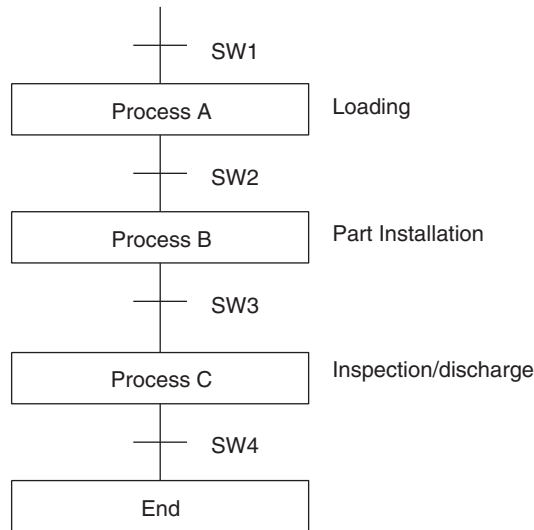 SW1
Process A
Loading
SW2
Process B
Part Installation
SW3
Process C
Inspection/discharge
SW4
End